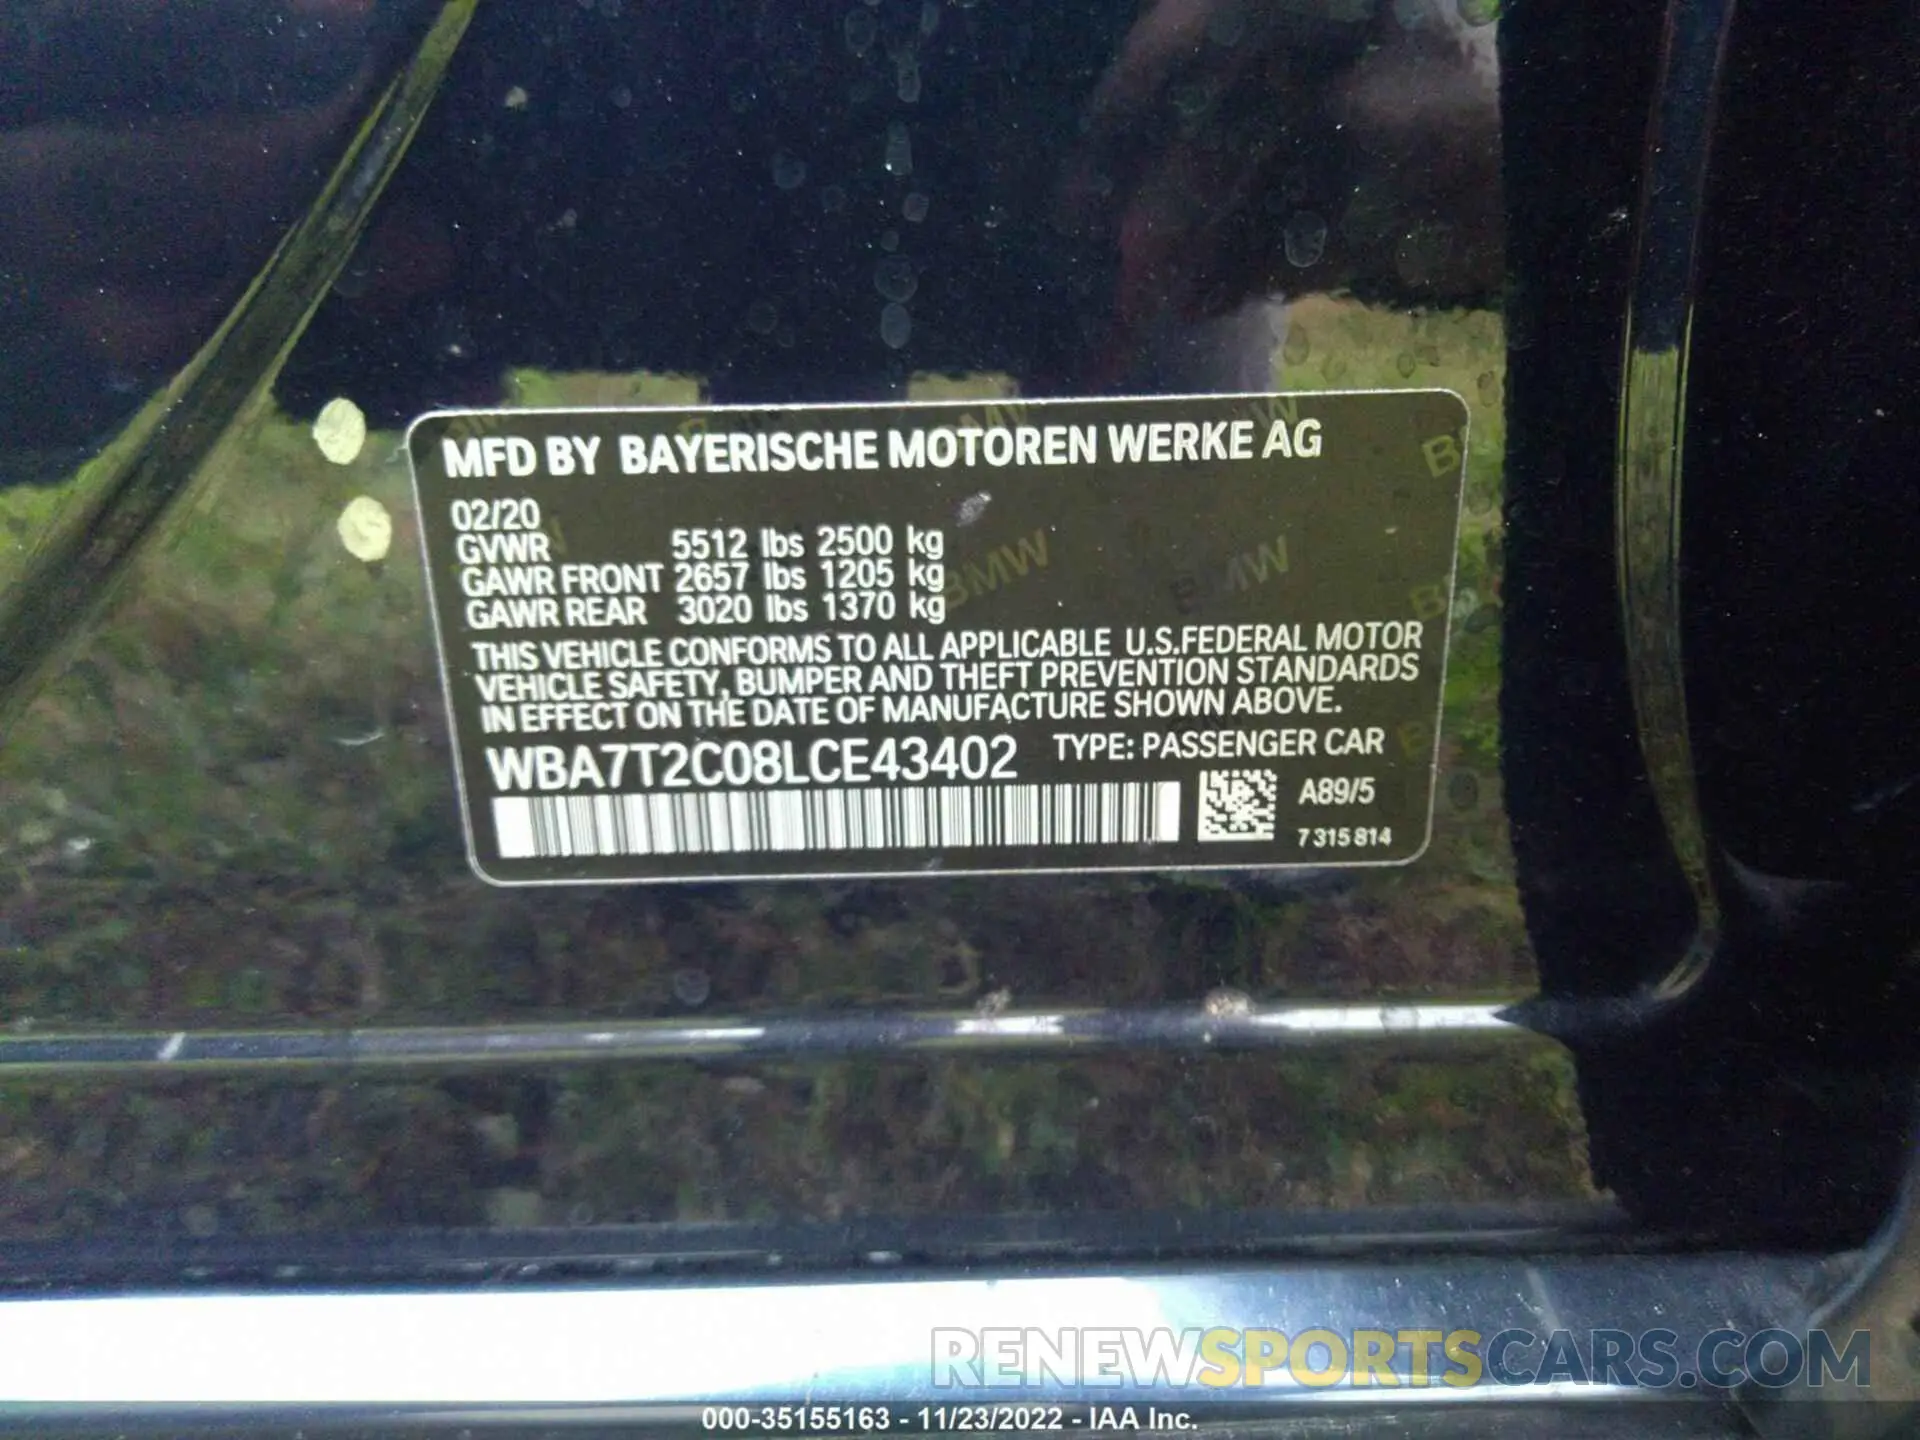 MFD BY BAYERISCHE MOTOREN WERKE AG
02/20
GVWR 5512 lbs 2500 kg
GAWR FRONT 2657 lbs 1205 kg
GAWR REAR 3020 lbs 1370 kg
THIS VEHICLE CONFORMS TO ALL APPLICABLE U.S.FEDERAL MOTOR
VEHICLE SAFETY, BUMPER AND THEFT PREVENTION STANDARDS
IN EFFECT ON THE DATE OF MANUFACTURE SHOWN ABOVE.
WBA7T2C08LCE43402 TYPE: PASSENGER CAR
A89/5
7 315 814
BMW
BMW
RENEWSPORTSCARS.COM
000-35155163 - 11/23/2022 - IAA Inc.